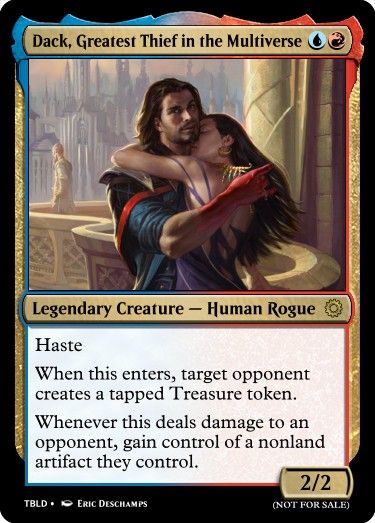 Dack, Greatest Thief in the Multiverse
Legendary Creature — Human Rogue
Haste
When this enters, target opponent
creates a tapped Treasure token.
Whenever this deals damage to an
opponent, gain control of a nonland
artifact they control.
2/2
TBLD • Eric Deschamps
(NOT FOR SALE)